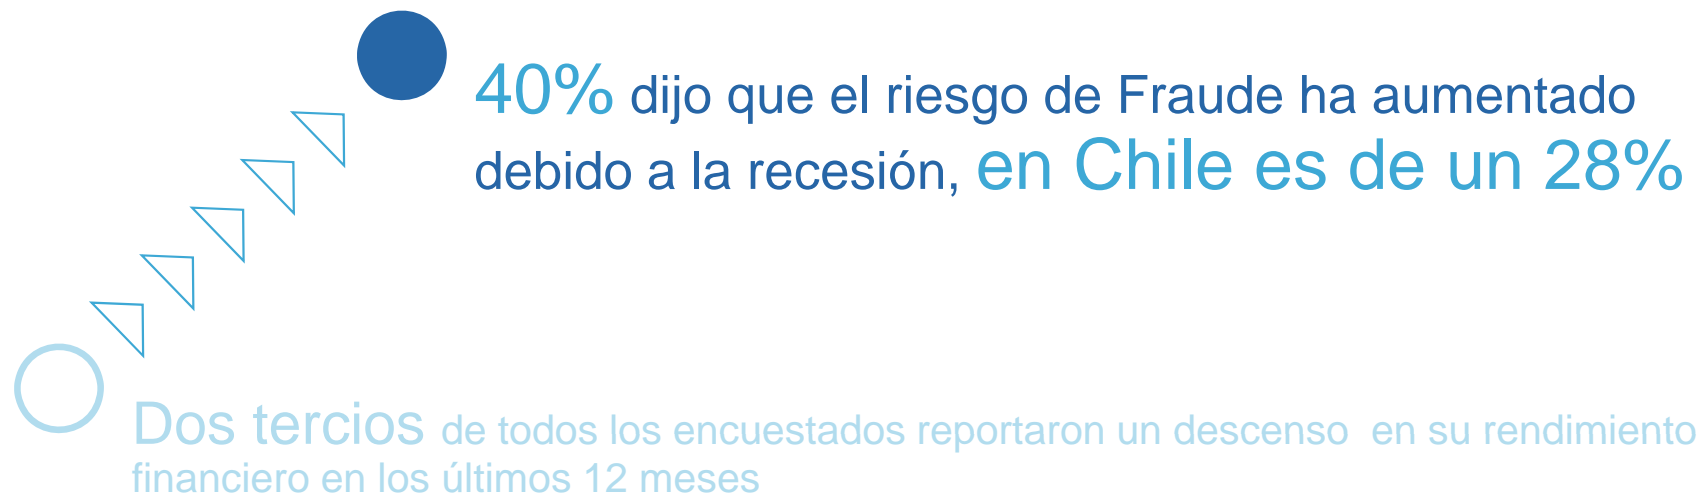 40% dijo que el riesgo de Fraude ha aumentado
debido a la recesión, en Chile es de un 28%
Dos tercios de todos los encuestados reportaron un descenso  en su rendimiento
financiero en los últimos 12 meses